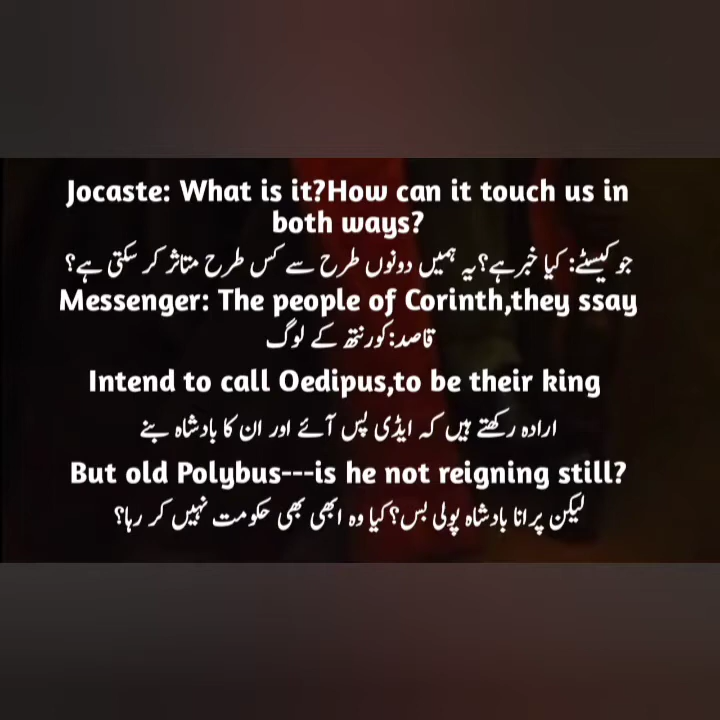 Jocaste: What is it?How can it touch us in
both ways?
جو کیسٹے: کیا خبر ہے؟ یہ ہمیں دونوں طرح سے کس طرح متاثر کر سکتی ہے؟
Messenger: The people of Corinth,they ssay
قاصد:کورنتھ کے لوگ
Intend to call Oedipus,to be their king
ارادہ رکھتے ہیں کہ ایڈی پس آئے اور ان کا بادشاہ بنے
But old Polybus---is he not reigning still?
لیکن پرانا بادشاہ پولی بس؟ کیا وہ ابھی بھی حکومت نہیں کر رہا؟